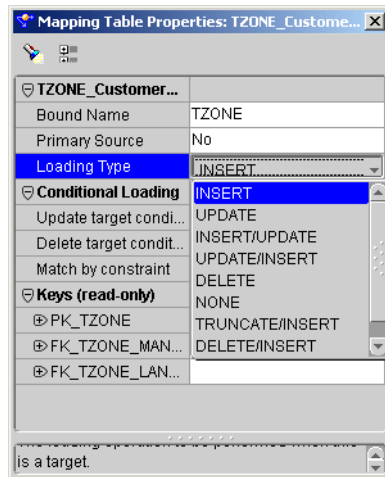 Mapping Table Properties: TZONE_Custome...
TZONE_Customer...
Bound Name TZONE
Primary Source No
Loading Type INSERT
Conditional Loading INSERT
Update target condi... UPDATE
Delete target condit... INSERT/UPDATE
Match by constraint UPDATE/INSERT
Keys (read-only) DELETE
PK_TZONE NONE
FK_TZONE_MAN... TRUNCATE/INSERT
FK_TZONE_LAN... DELETE/INSERT
is a target.